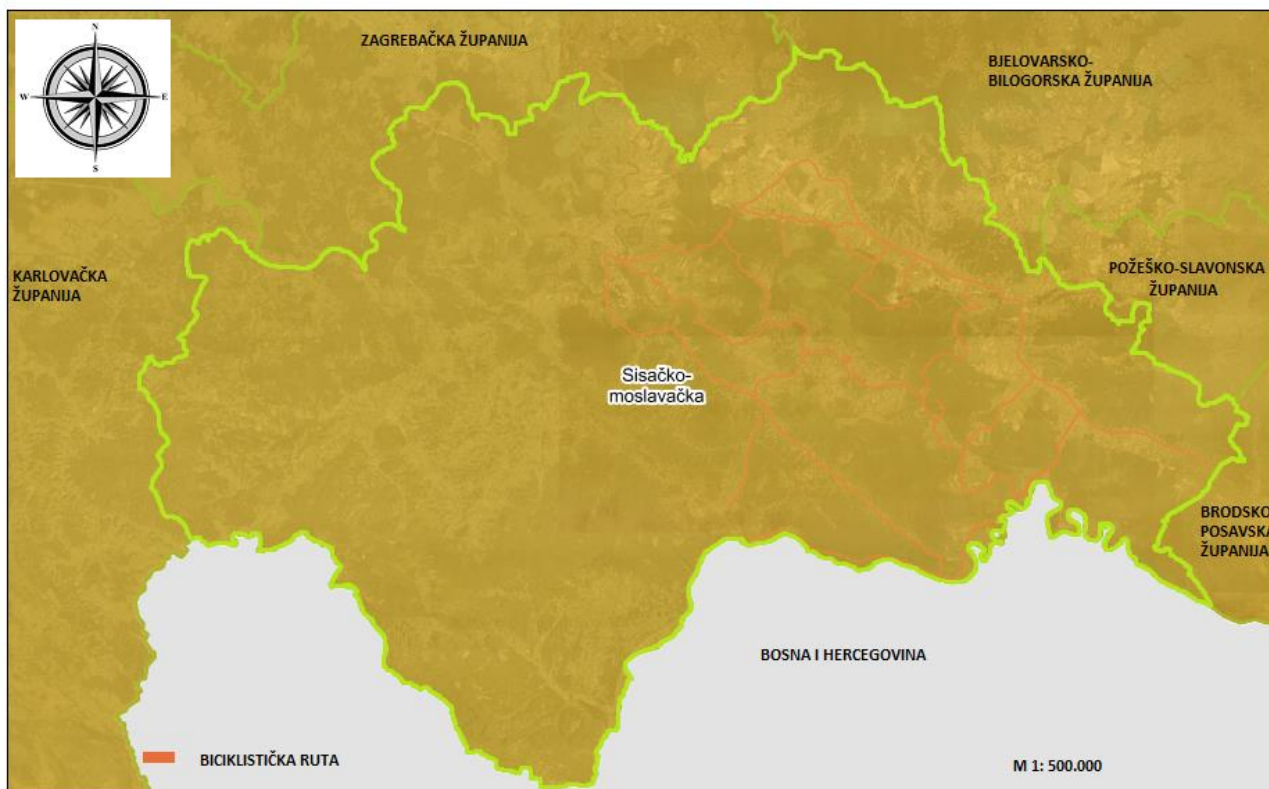 N
W
E
S
ZAGREBAČKA ŽUPANIJA
BJELOVARSKO-
BILOGORSKA ŽUPANIJA
KARLOVAČKA
ŽUPANIJA
POŽEŠKO-SLAVONSKA
ŽUPANIJA
Sisačko-
moslavačka
BRODSKO
POSAVSKA
ŽUPANIJA
BOSNA I HERCEGOVINA
BICIKLISTIČKA RUTA
M 1: 500.000